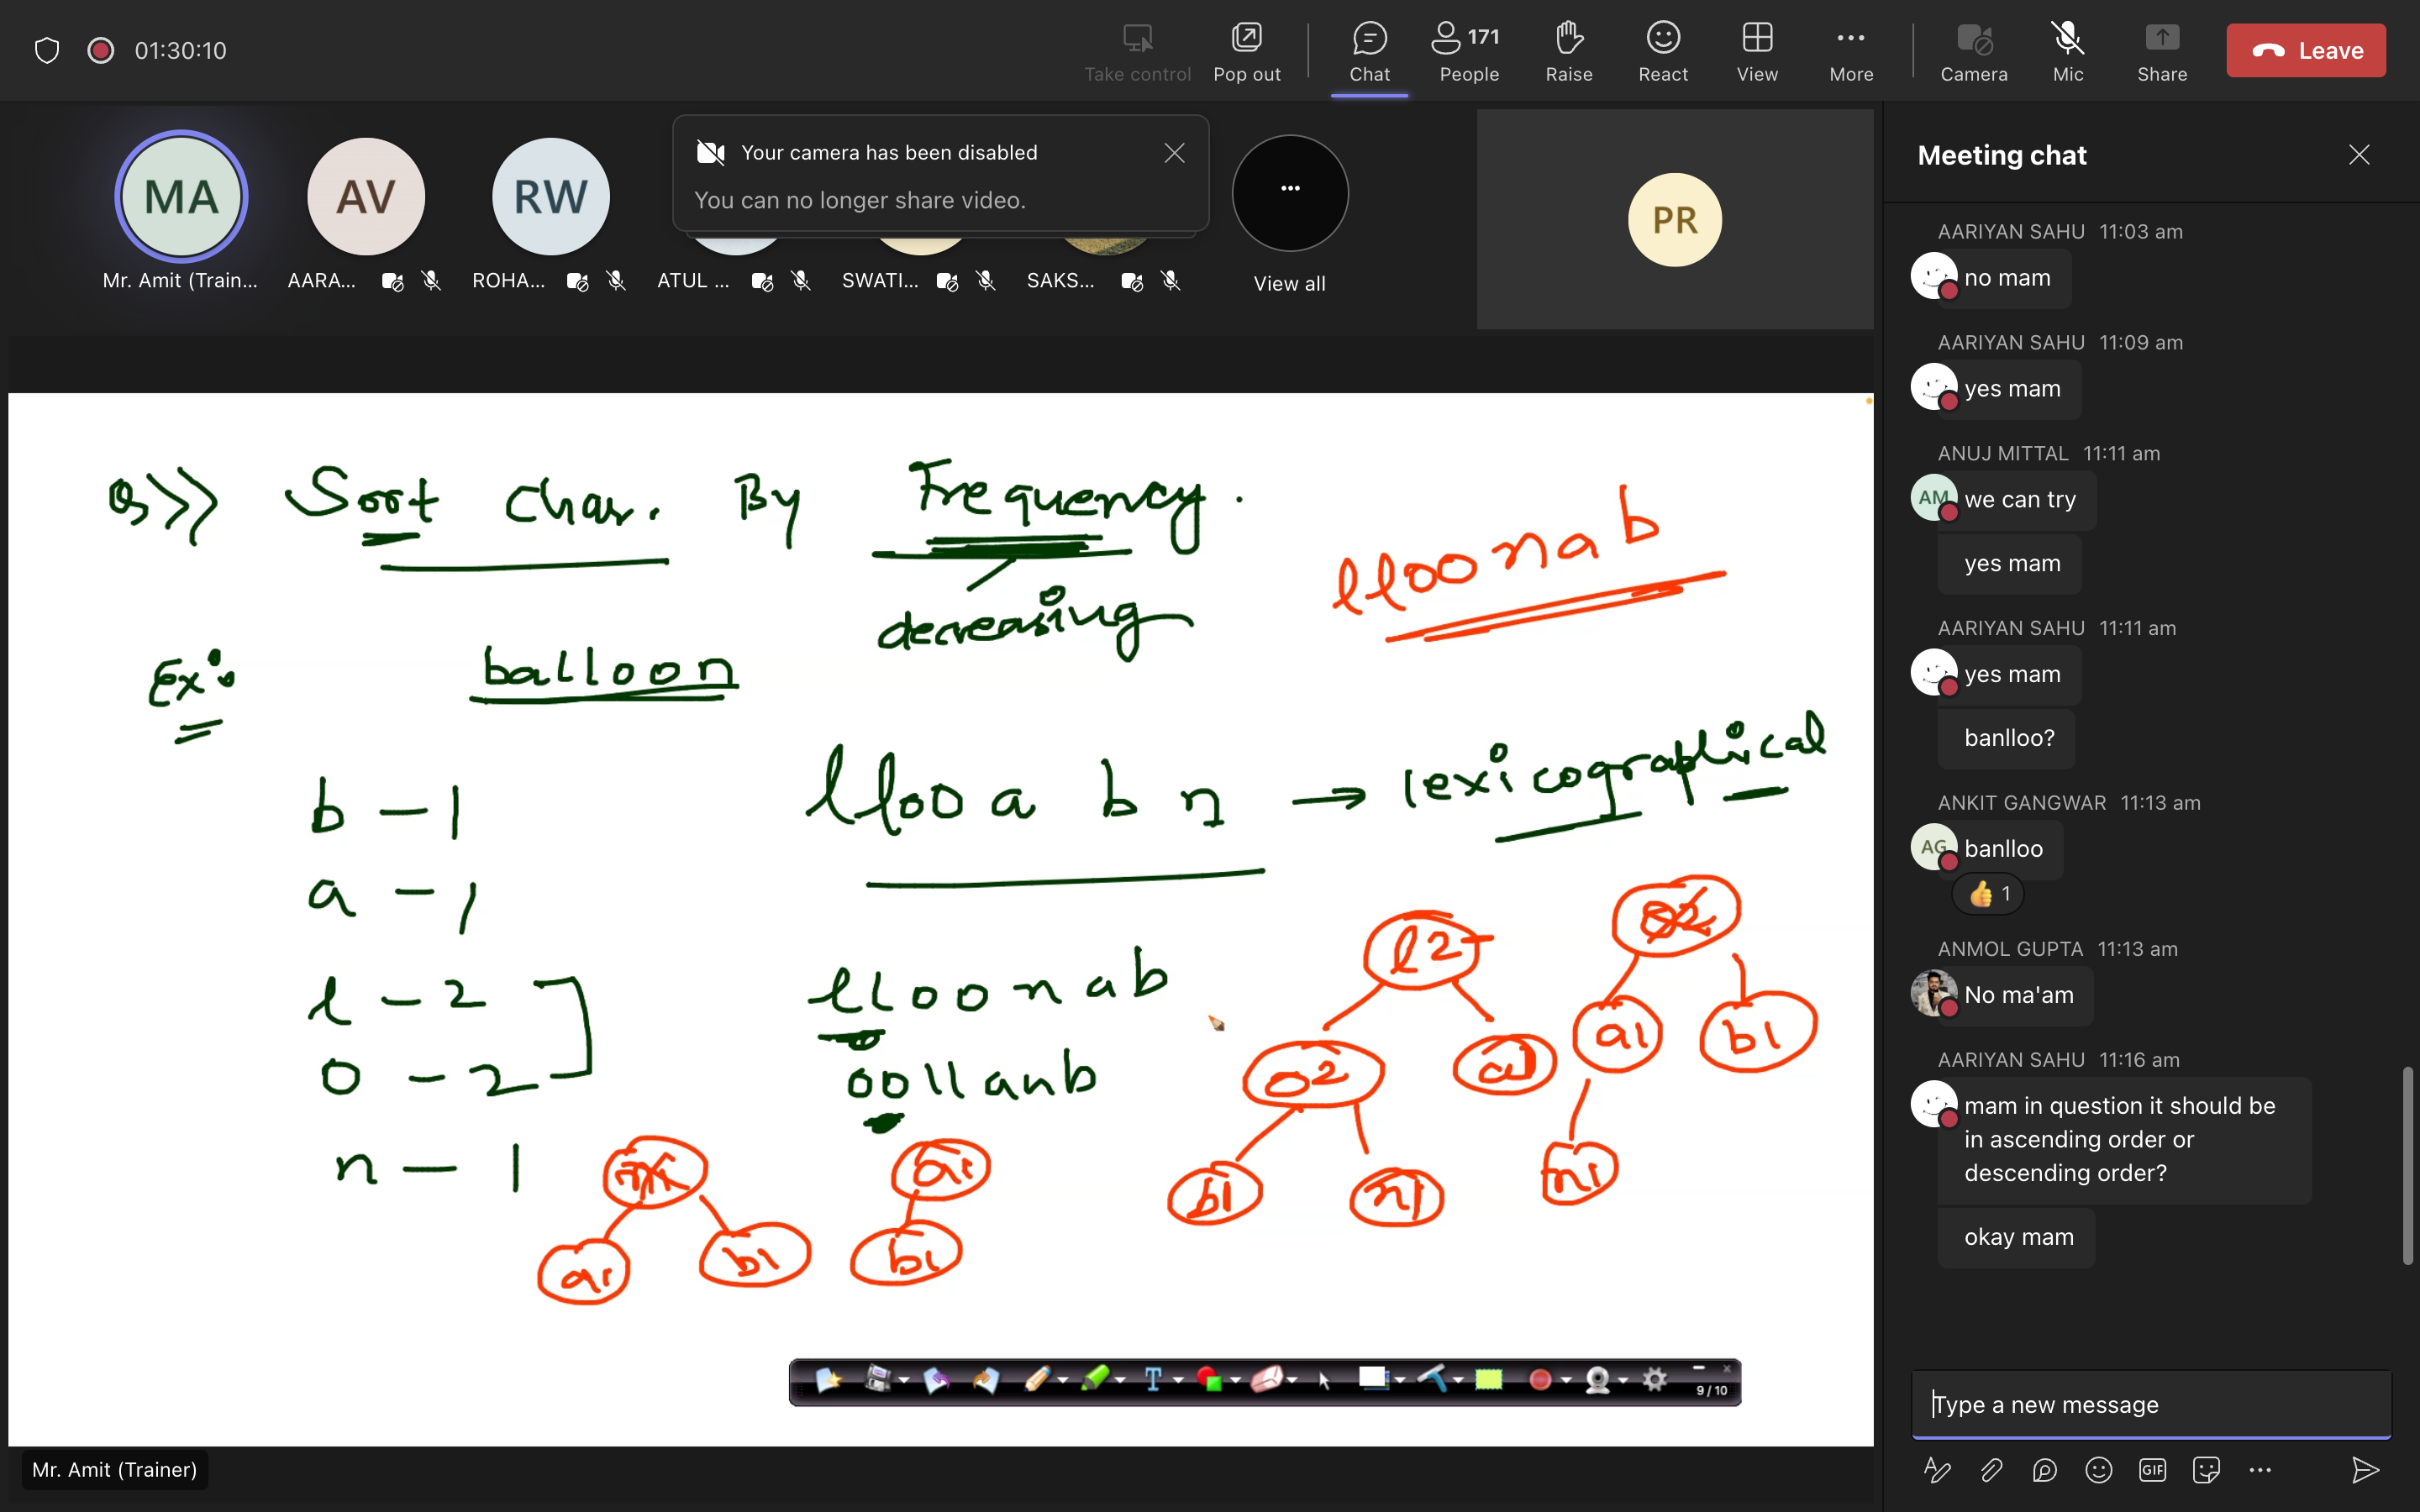 01:30:10
Take control
Pop out
Chat
171
People
Raise
React
View
More
Camera
Mic
Share
Leave
MA
AV
RW
Your camera has been disabled
You can no longer share video.
...
PR
Mr. Amit (Train...
AARA...
ROHA...
ATUL ...
SWATI...
SAKS...
View all
Q>> Sort Char. By Frequency.
decreasing
lloonab
Ex:
balloon
b - 1
a - 1
l - 2
o - 2
n - 1
lloo a b n → lexicographical
lloonab
oollanb
l2
o2
a1
b1
n1
a1
b1
n1
a1
b1
a1
b1
9 / 10
Mr. Amit (Trainer)
Meeting chat
AARIYAN SAHU 11:03 am
no mam
AARIYAN SAHU 11:09 am
yes mam
ANUJ MITTAL 11:11 am
AM
we can try
yes mam
AARIYAN SAHU 11:11 am
yes mam
banlloo?
ANKIT GANGWAR 11:13 am
AG
banlloo
👍 1
ANMOL GUPTA 11:13 am
No ma'am
AARIYAN SAHU 11:16 am
mam in question it should be
in ascending order or
descending order?
okay mam
Type a new message
GIF